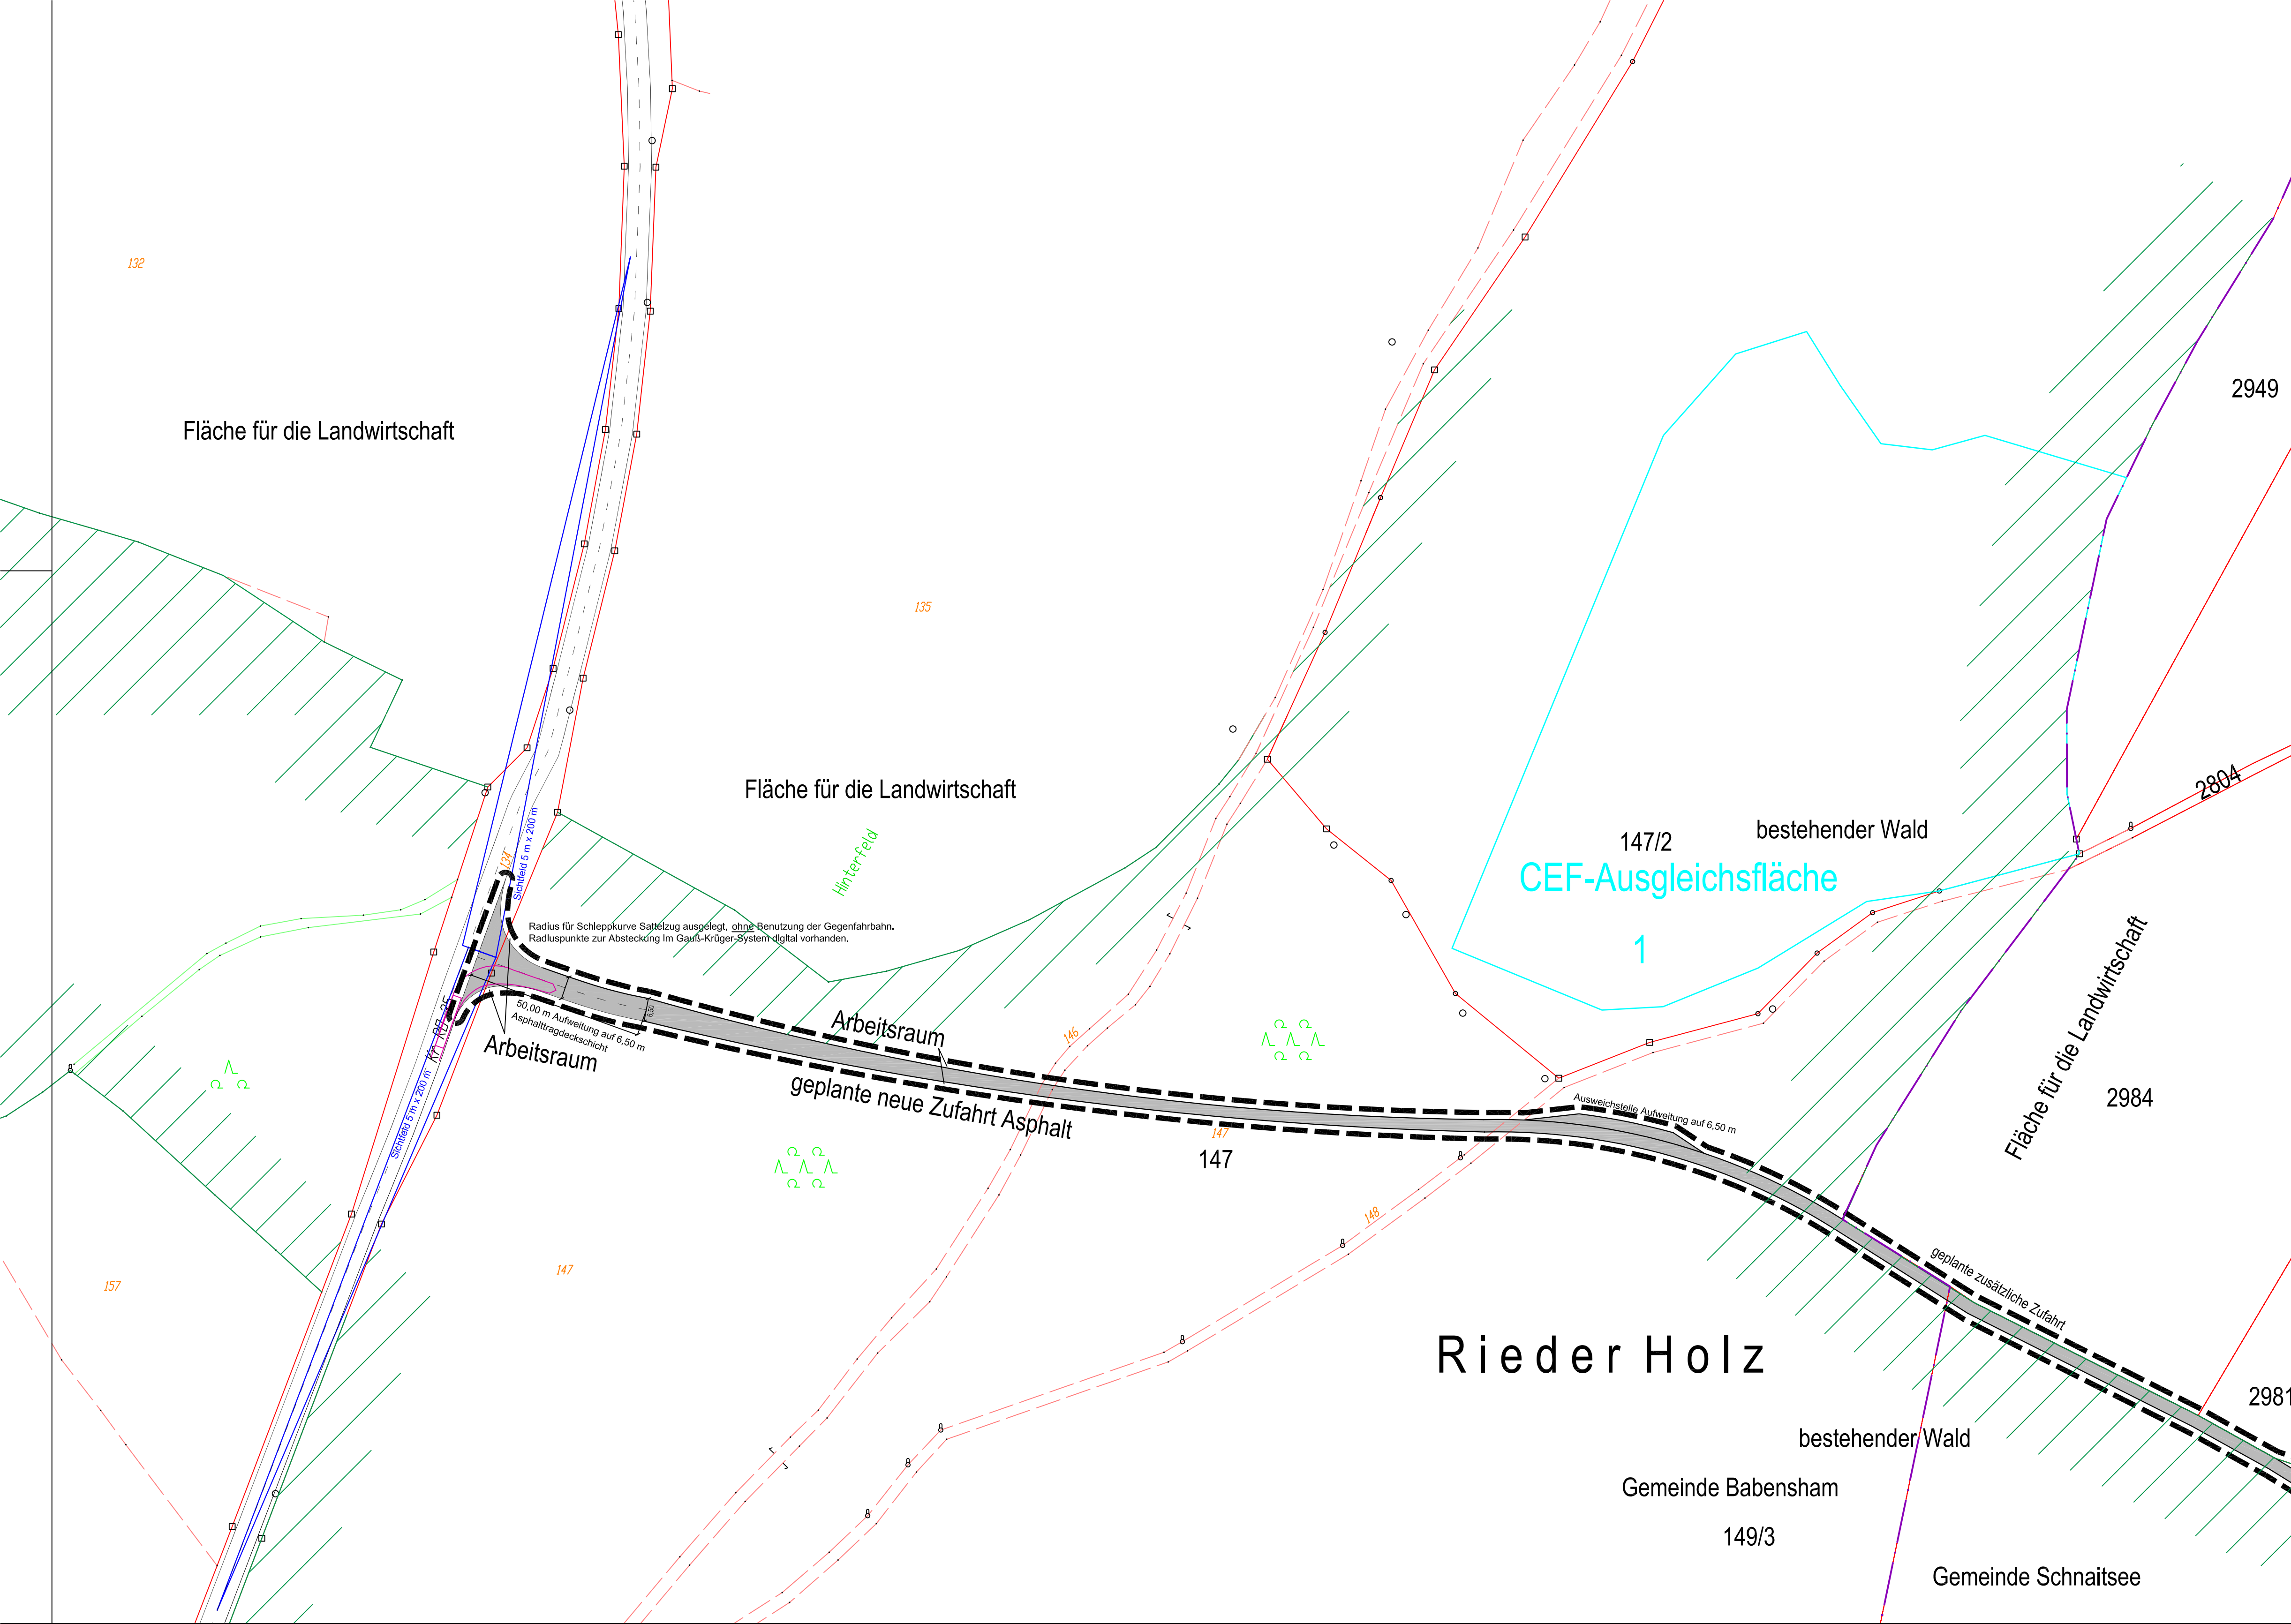 132
2949
Fläche für die Landwirtschaft
135
2804
Fläche für die Landwirtschaft
Hinterfeld
147/2
bestehender Wald
CEF-Ausgleichsfläche
1
134
Sichtfeld 5 m x 200 m
Radius für Schleppkurve Sattelzug ausgelegt, ohne Benutzung der Gegenfahrbahn.
Radiuspunkte zur Absteckung im Gauß-Krüger-System digital vorhanden.
50,00 m Aufweitung auf 6,50 m
Asphalttragdeckschicht
6,50
Arbeitsraum
Arbeitsraum
146
geplante neue Zufahrt Asphalt
Sichtfeld 5 m x 200 m
Ausweichstelle Aufweitung auf 6,50 m
147
147
Fläche für die Landwirtschaft
2984
148
157
147
geplante zusätzliche Zufahrt
Rieder Holz
2981
bestehender Wald
Gemeinde Babensham
149/3
Gemeinde Schnaitsee